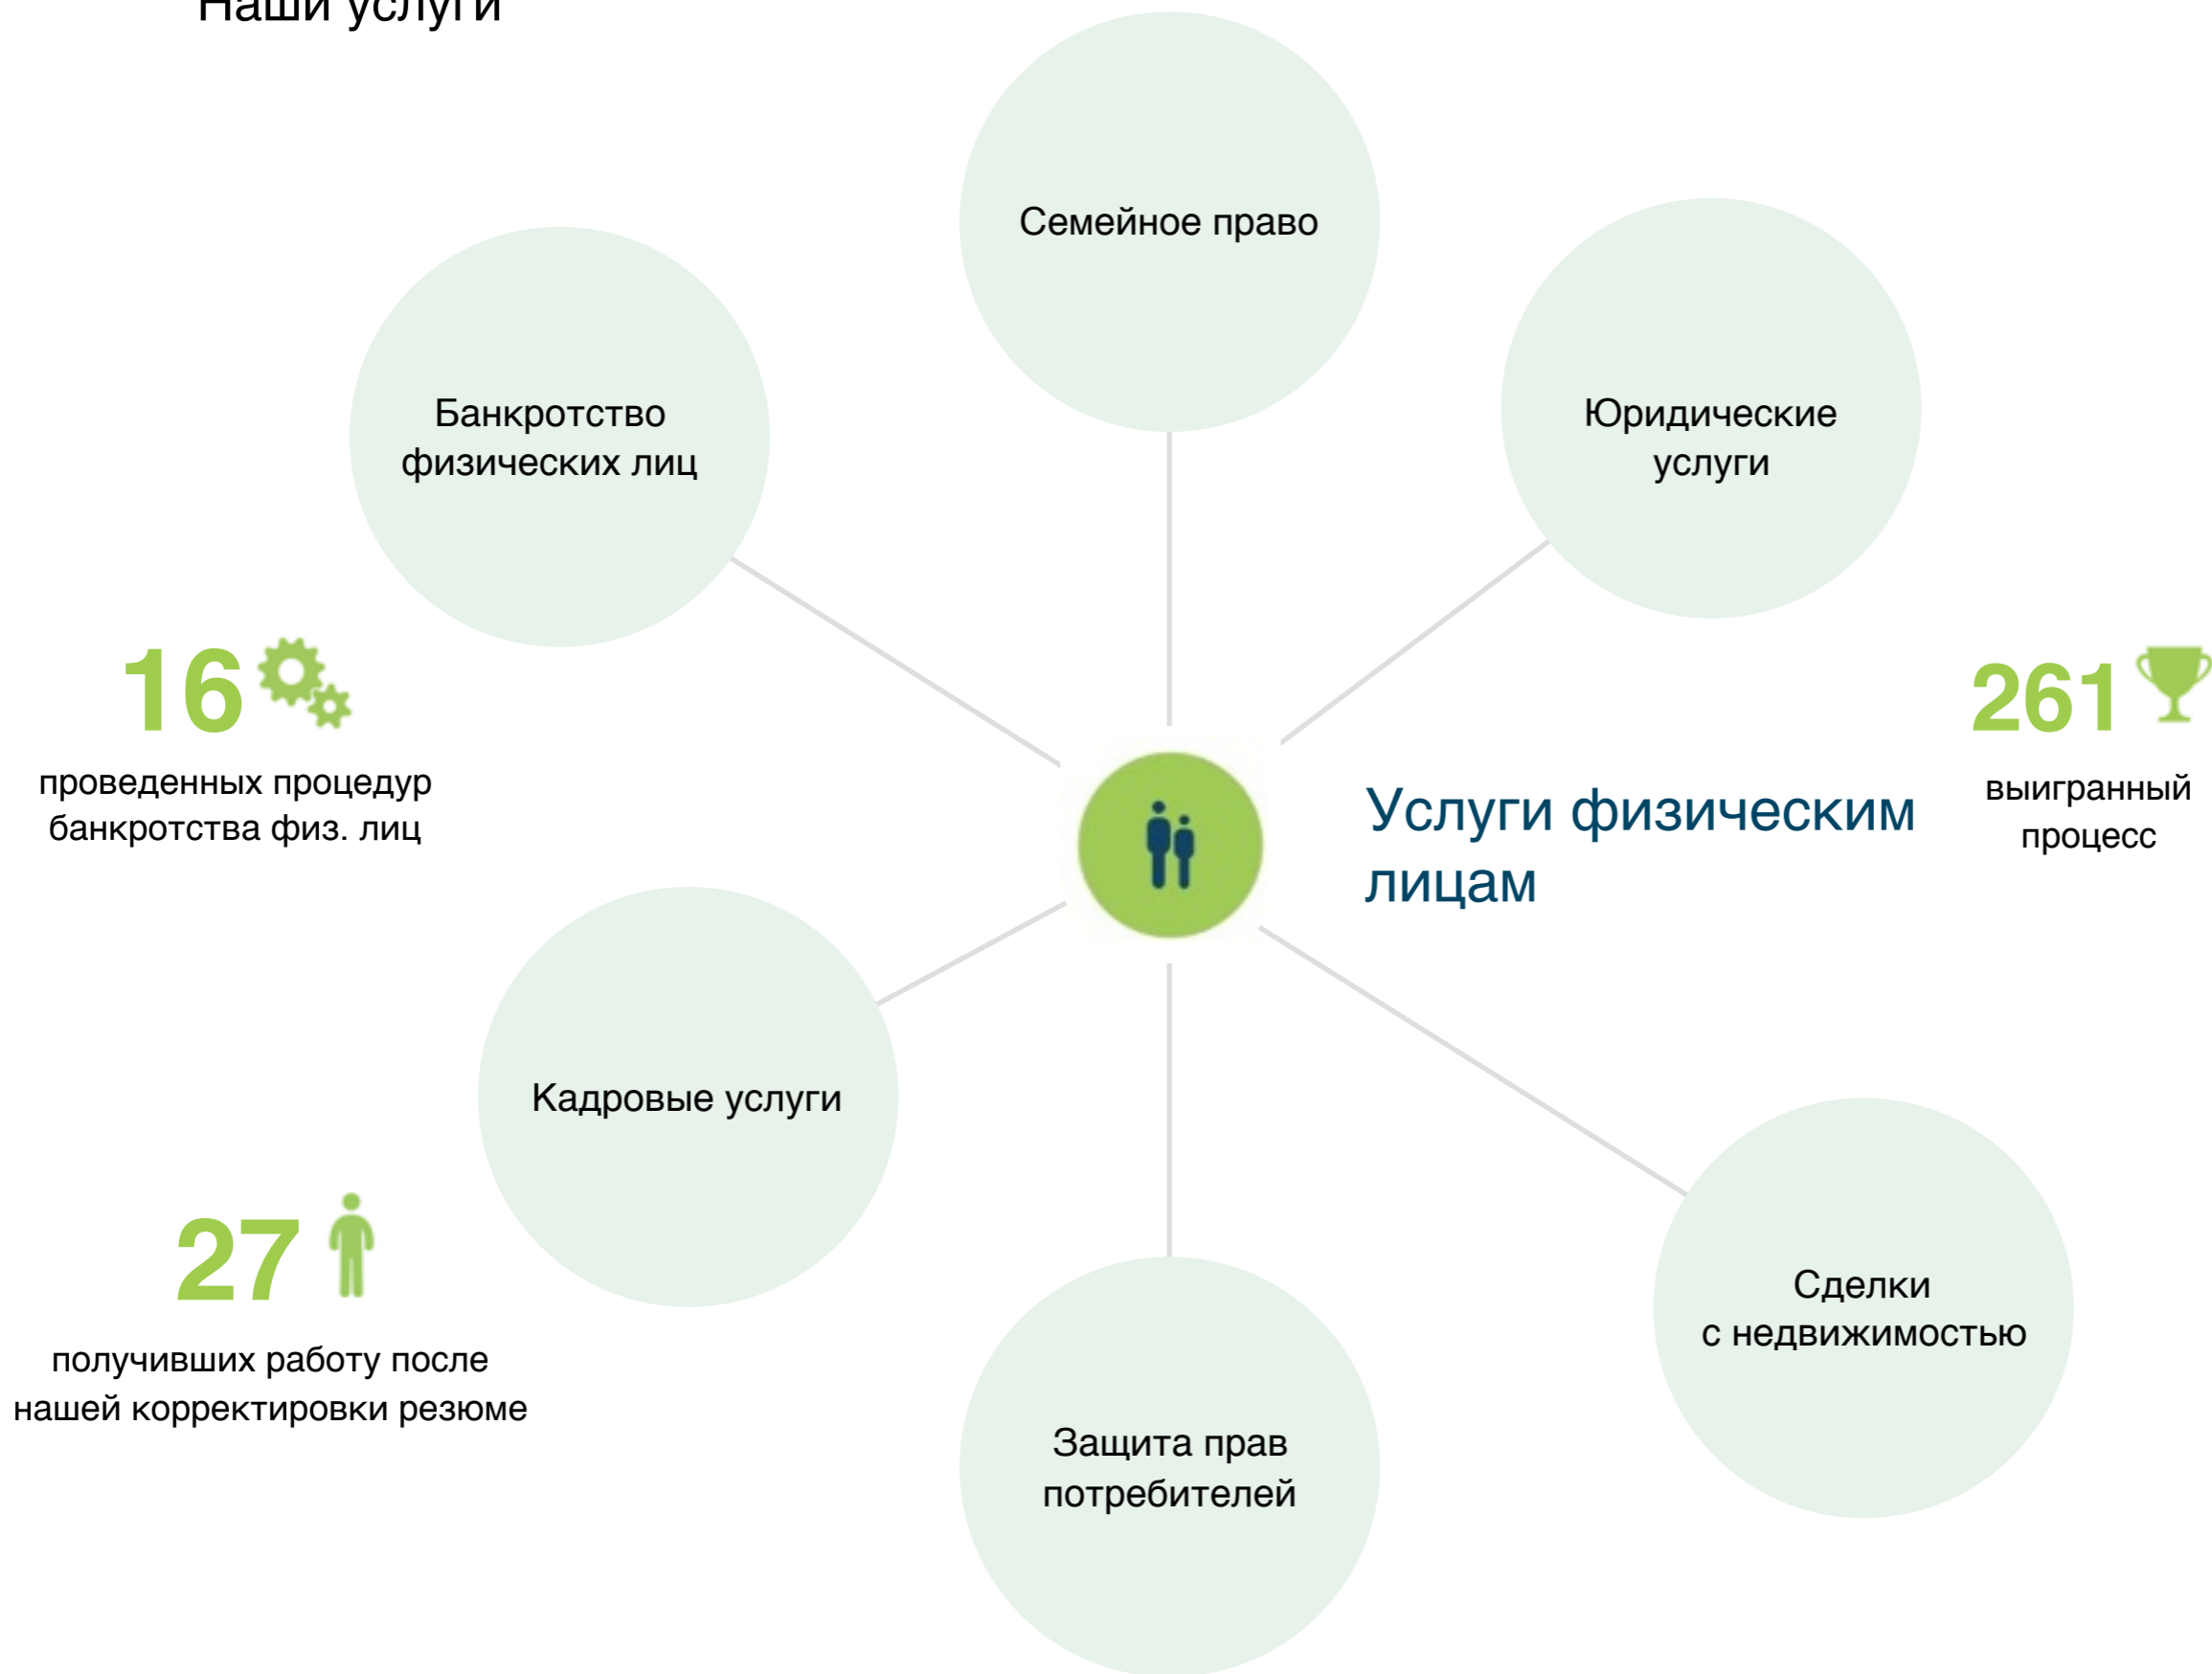 Наши услуги
Семейное право
Банкротство
физических лиц
Юридические
услуги
16
проведенных процедур
банкротства физ. лиц
261
выигранный
процесс
Услуги физическим
лицам
Кадровые услуги
27
получивших работу после
нашей корректировки резюме
Сделки
с недвижимостью
Защита прав
потребителей